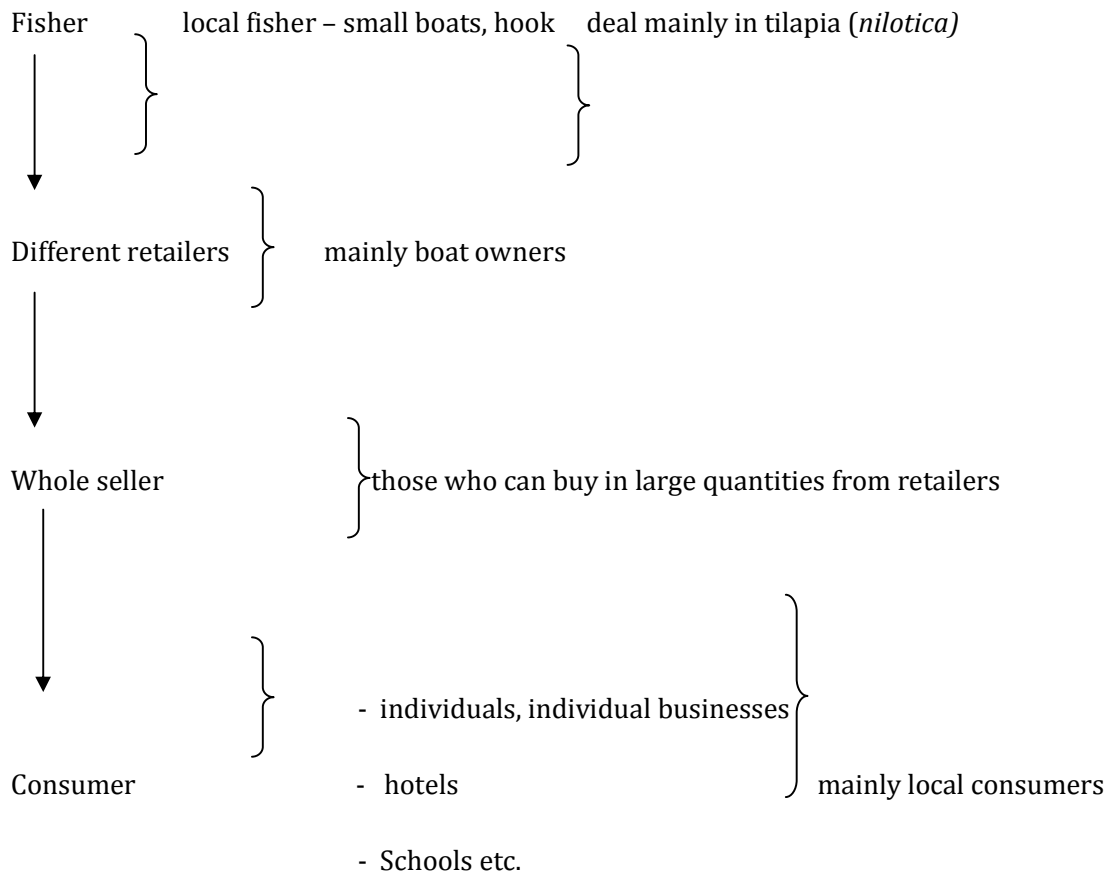 Fisher local fisher – small boats, hook deal mainly in tilapia (nilotica)
Different retailers mainly boat owners
Whole seller those who can buy in large quantities from retailers
- individuals, individual businesses
Consumer - hotels mainly local consumers
- Schools etc.